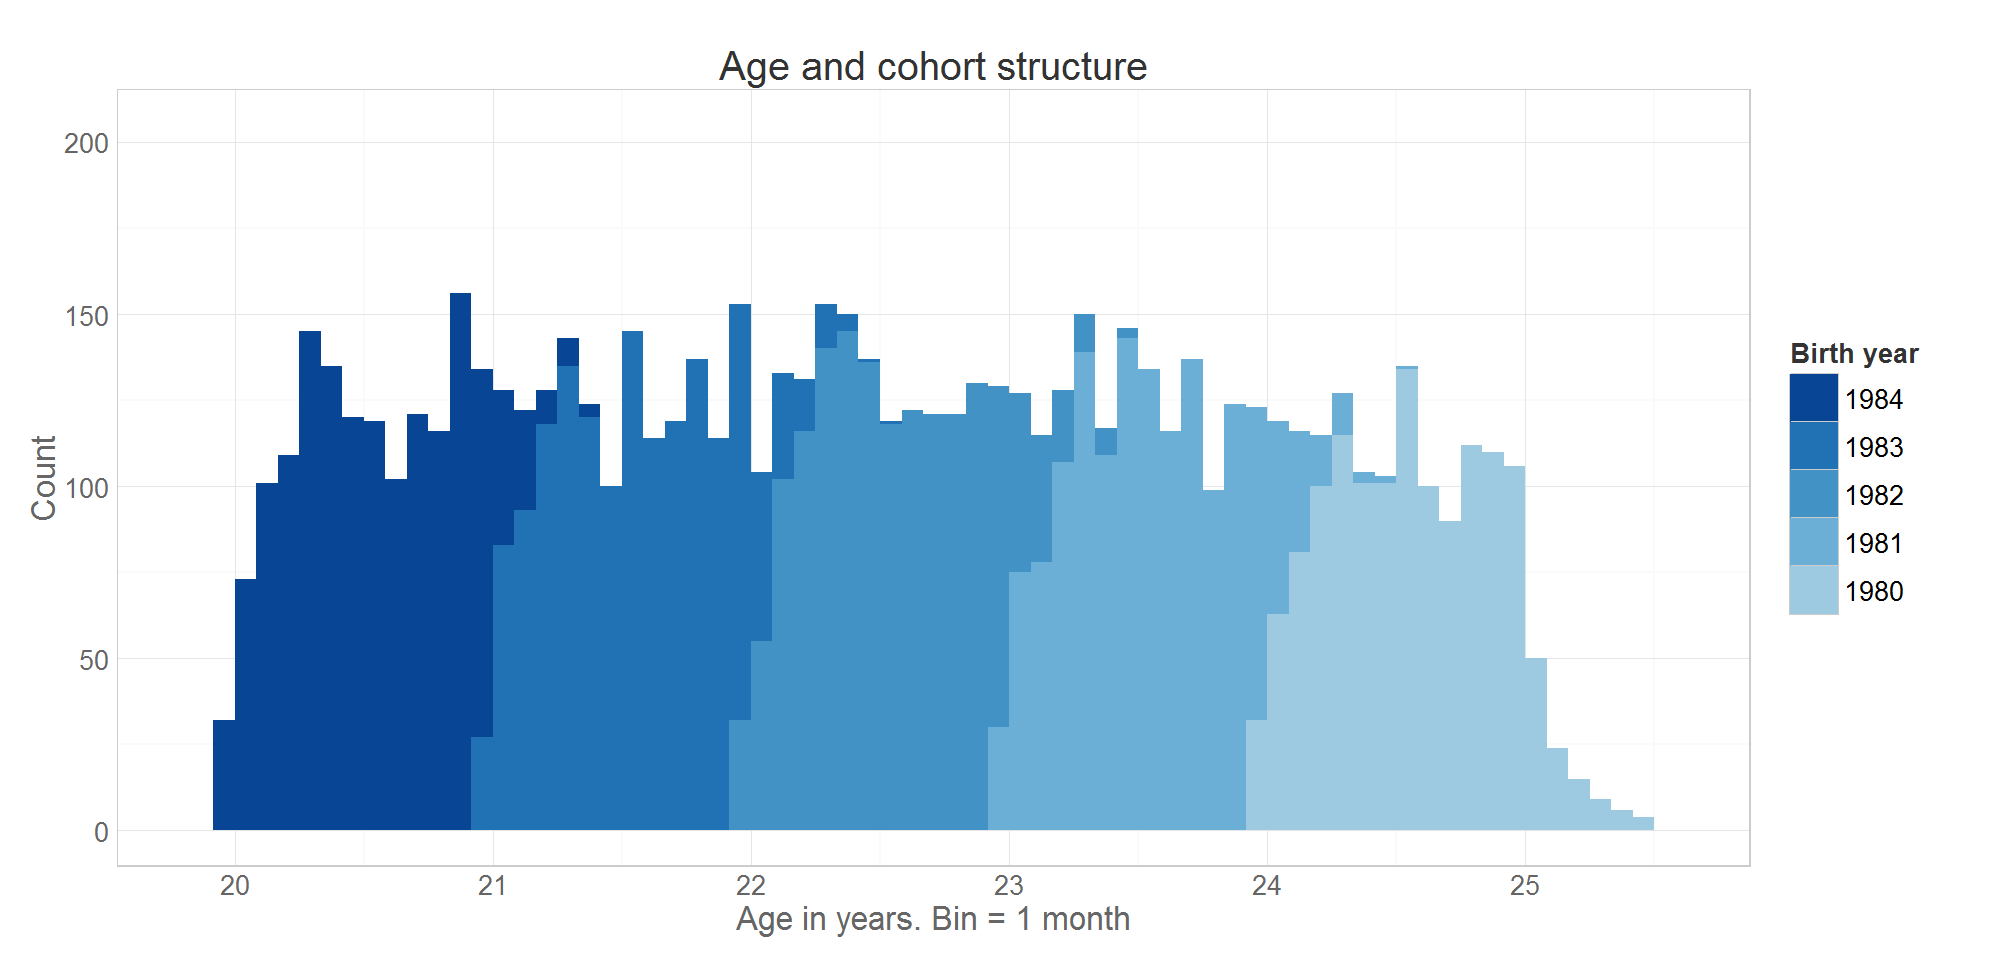 Age and cohort structure
200
150
100
50
0
Count
20 21 22 23 24 25
Age in years. Bin = 1 month
Birth year
1984
1983
1982
1981
1980